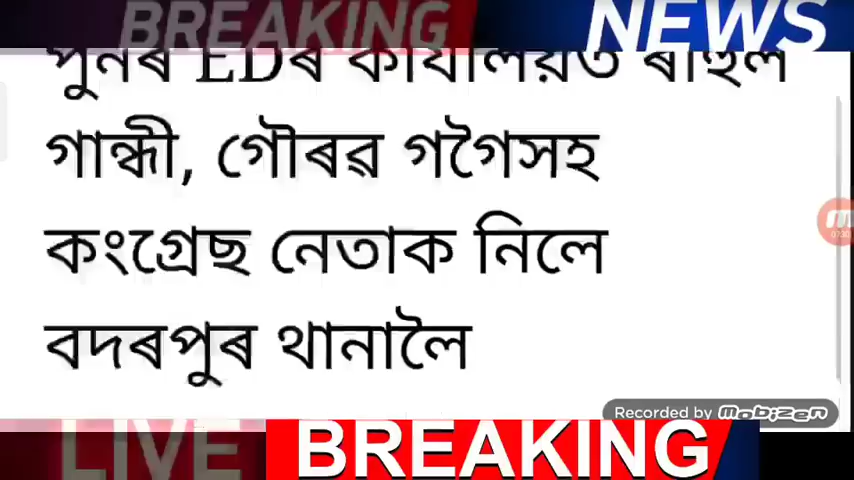 BREAKING NEWS
পুনৰ EDৰ কাৰ্যালয়ত ৰাহুল
গান্ধী, গৌৰৱ গগৈসহ
কংগ্ৰেছ নেতাক নিলে
বদৰপুৰ থানালৈ
Recorded by Mobizen
LIVE BREAKING